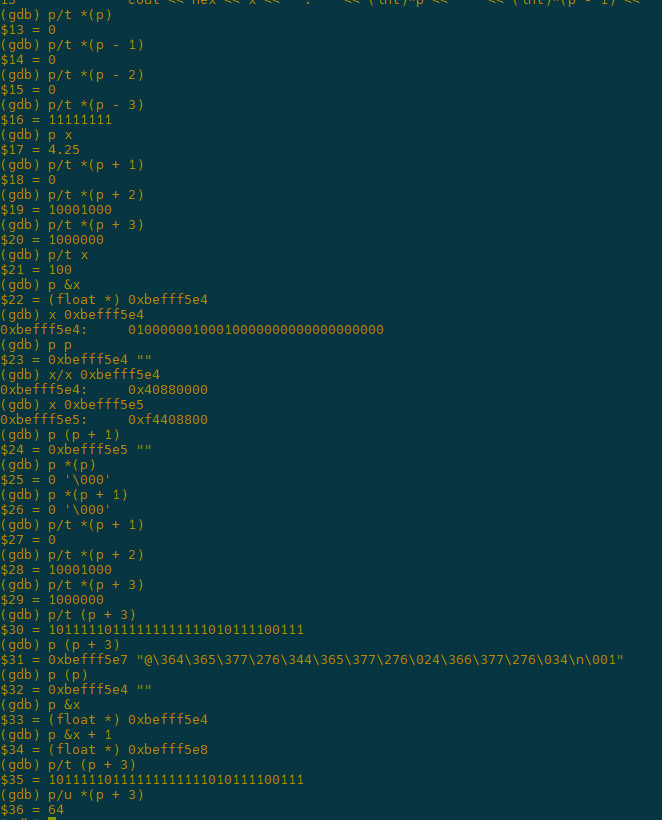 cout << hex << x << << (int)*p << << (int)*(p - 1) <<
(gdb) p/t *(p)
$13 = 0
(gdb) p/t *(p - 1)
$14 = 0
(gdb) p/t *(p - 2)
$15 = 0
(gdb) p/t *(p - 3)
$16 = 11111111
(gdb) p x
$17 = 4.25
(gdb) p/t *(p + 1)
$18 = 0
(gdb) p/t *(p + 2)
$19 = 10001000
(gdb) p/t *(p + 3)
$20 = 1000000
(gdb) p/t x
$21 = 100
(gdb) p &x
$22 = (float *) 0xbefff5e4
(gdb) x 0xbefff5e4
0xbefff5e4: 01000000100010000000000000000000
(gdb) p p
$23 = 0xbefff5e4 ""
(gdb) x/x 0xbefff5e4
0xbefff5e4: 0x40880000
(gdb) x 0xbefff5e5
0xbefff5e5: 0xf4408800
(gdb) p (p + 1)
$24 = 0xbefff5e5 ""
(gdb) p *(p)
$25 = 0 '\000'
(gdb) p *(p + 1)
$26 = 0 '\000'
(gdb) p/t *(p + 1)
$27 = 0
(gdb) p/t *(p + 2)
$28 = 10001000
(gdb) p/t *(p + 3)
$29 = 1000000
(gdb) p/t (p + 3)
$30 = 10111110111111111111010111100111
(gdb) p (p + 3)
$31 = 0xbefff5e7 "@\364\365\377\276\344\365\377\276\024\366\377\276\034\n\001"
(gdb) p (p)
$32 = 0xbefff5e4 ""
(gdb) p &x
$33 = (float *) 0xbefff5e4
(gdb) p &x + 1
$34 = (float *) 0xbefff5e8
(gdb) p/t (p + 3)
$35 = 10111110111111111111010111100111
(gdb) p/u *(p + 3)
$36 = 64